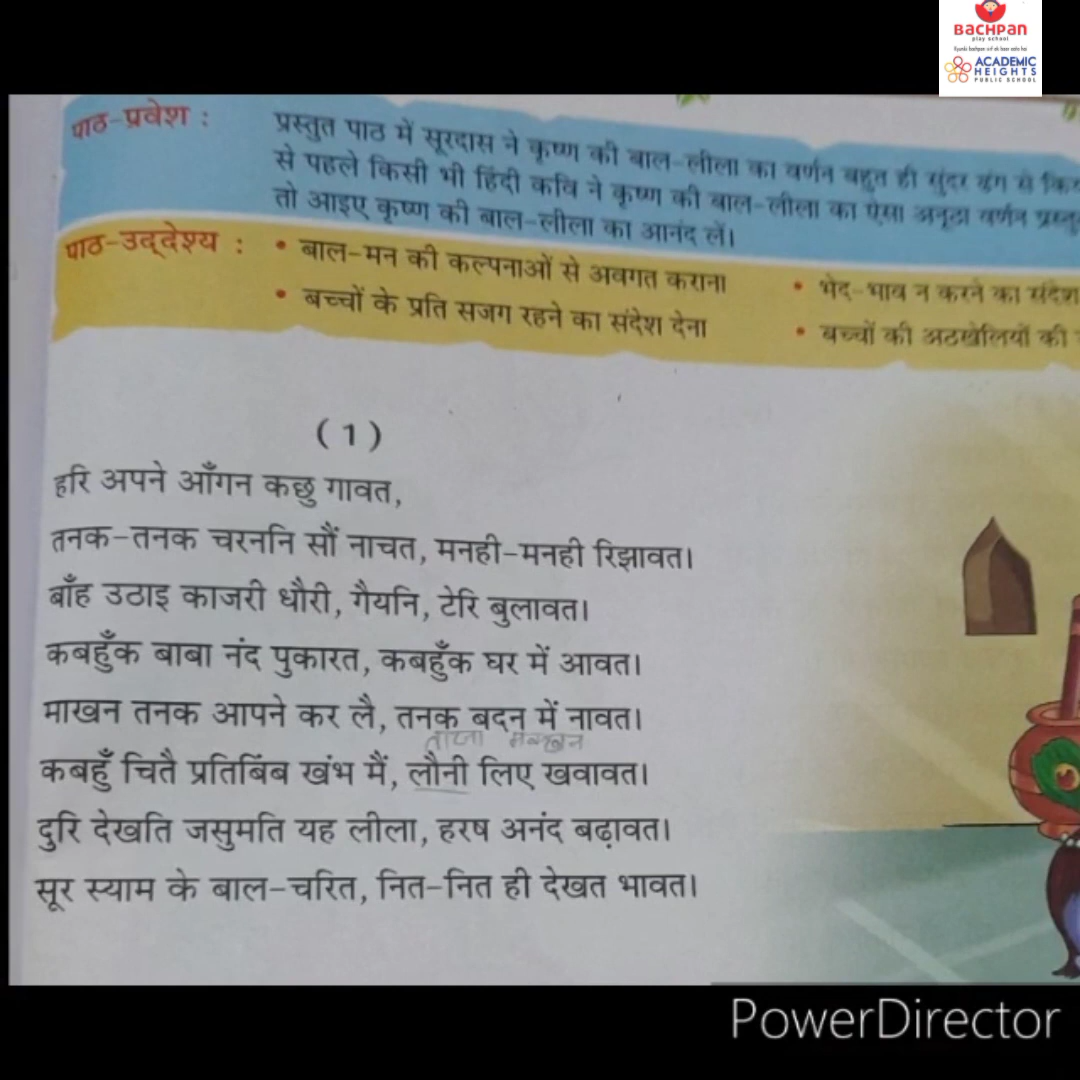 BACHPAN
play school
ACADEMIC
HEIGHTS
PUBLIC SCHOOL
पाठ-प्रवेश : प्रस्तुत पाठ में सूरदास ने कृष्ण की बाल-लीला का वर्णन बहुत ही सुंदर ढंग से
से पहले किसी भी हिंदी कवि ने कृष्ण की बाल-लीला का ऐसा अनूठा वर्णन
तो आइए कृष्ण की बाल-लीला का आनंद लें।
पाठ-उद्देश्य : • बाल-मन की कल्पनाओं से अवगत कराना • भेद-भाव न करने का संदेश
• बच्चों के प्रति सजग रहने का संदेश देना • बच्चों की अठखेलियों की
(1)
हरि अपने आँगन कछु गावत,
तनक-तनक चरननि सौं नाचत, मनही-मनही रिझावत।
बाँह उठाइ काजरी धौरी, गैयनि, टेरि बुलावत।
कबहुँक बाबा नंद पुकारत, कबहुँक घर में आवत।
माखन तनक आपने कर लै, तनक बदन में नावत।
ताजा मक्खन
कबहुँ चितै प्रतिबिंब खंभ मैं, लौनी लिए खवावत।
दुरि देखति जसुमति यह लीला, हरष अनंद बढ़ावत।
सूर स्याम के बाल-चरित, नित-नित ही देखत भावत।
PowerDirector